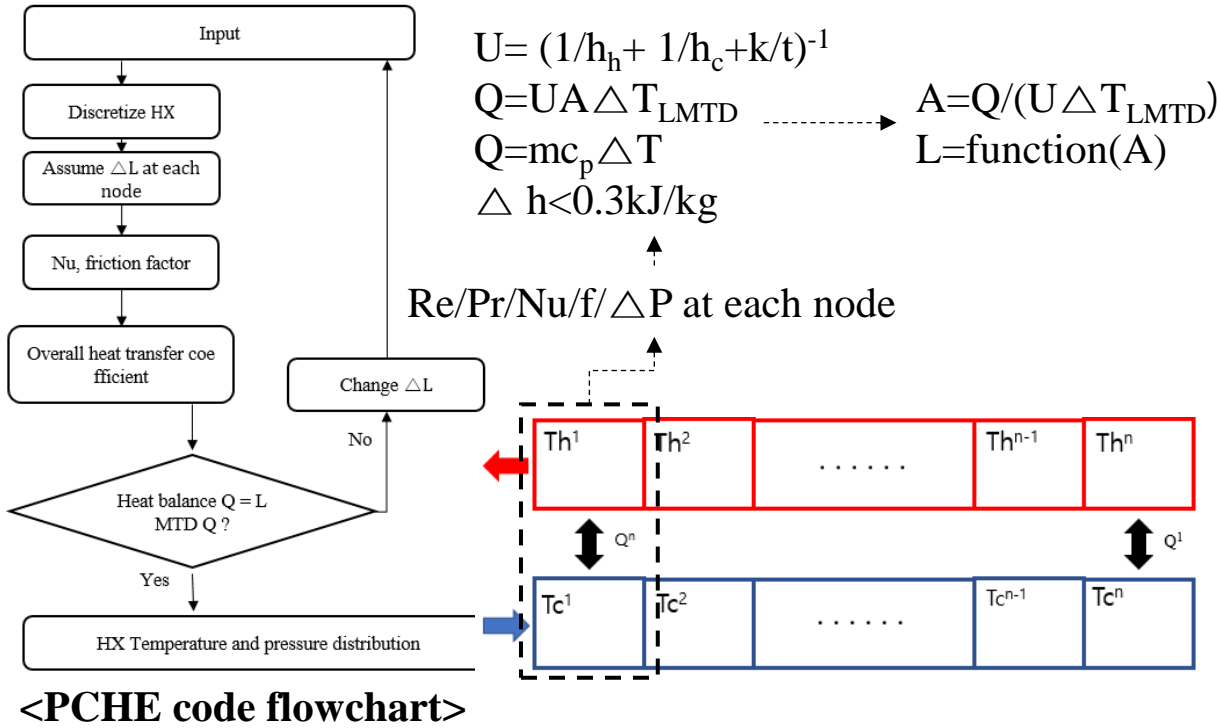 Input
Discretize HX
Assume △L at each
node
Nu, friction factor
Overall heat transfer coe
fficient
Change △L
No
Heat balance Q = L
MTD Q ?
Yes
HX Temperature and pressure distribution
<PCHE code flowchart>
U= (1/hh+ 1/hc+k/t)-1
Q=UA△TLMTD
Q=mcp△T
△ h<0.3kJ/kg
A=Q/(U△TLMTD)
L=function(A)
Re/Pr/Nu/f/△P at each node
Th1 Th2 ...... Thn-1 Thn
Qn Q1
Tc1 Tc2 ...... Tcn-1 Tcn